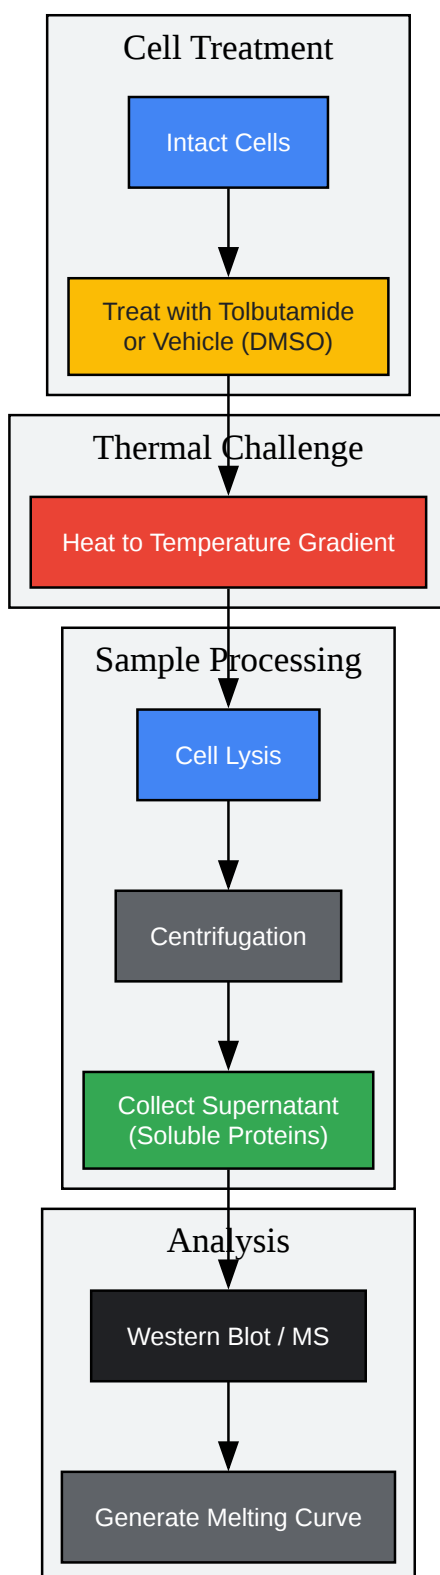 Cell Treatment
Intact Cells
Treat with Tolbutamide
or Vehicle (DMSO)
Thermal Challenge
Heat to Temperature Gradient
Sample Processing
Cell Lysis
Centrifugation
Collect Supernatant
(Soluble Proteins)
Analysis
Western Blot / MS
Generate Melting Curve